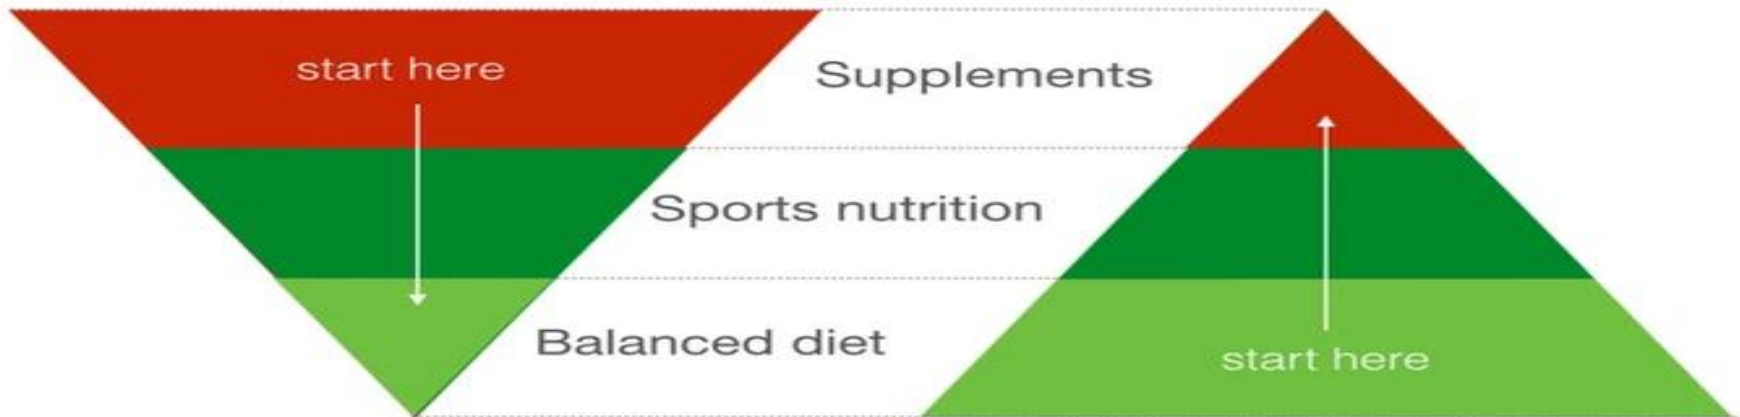 start here
Supplements
Sports nutrition
Balanced diet
start here